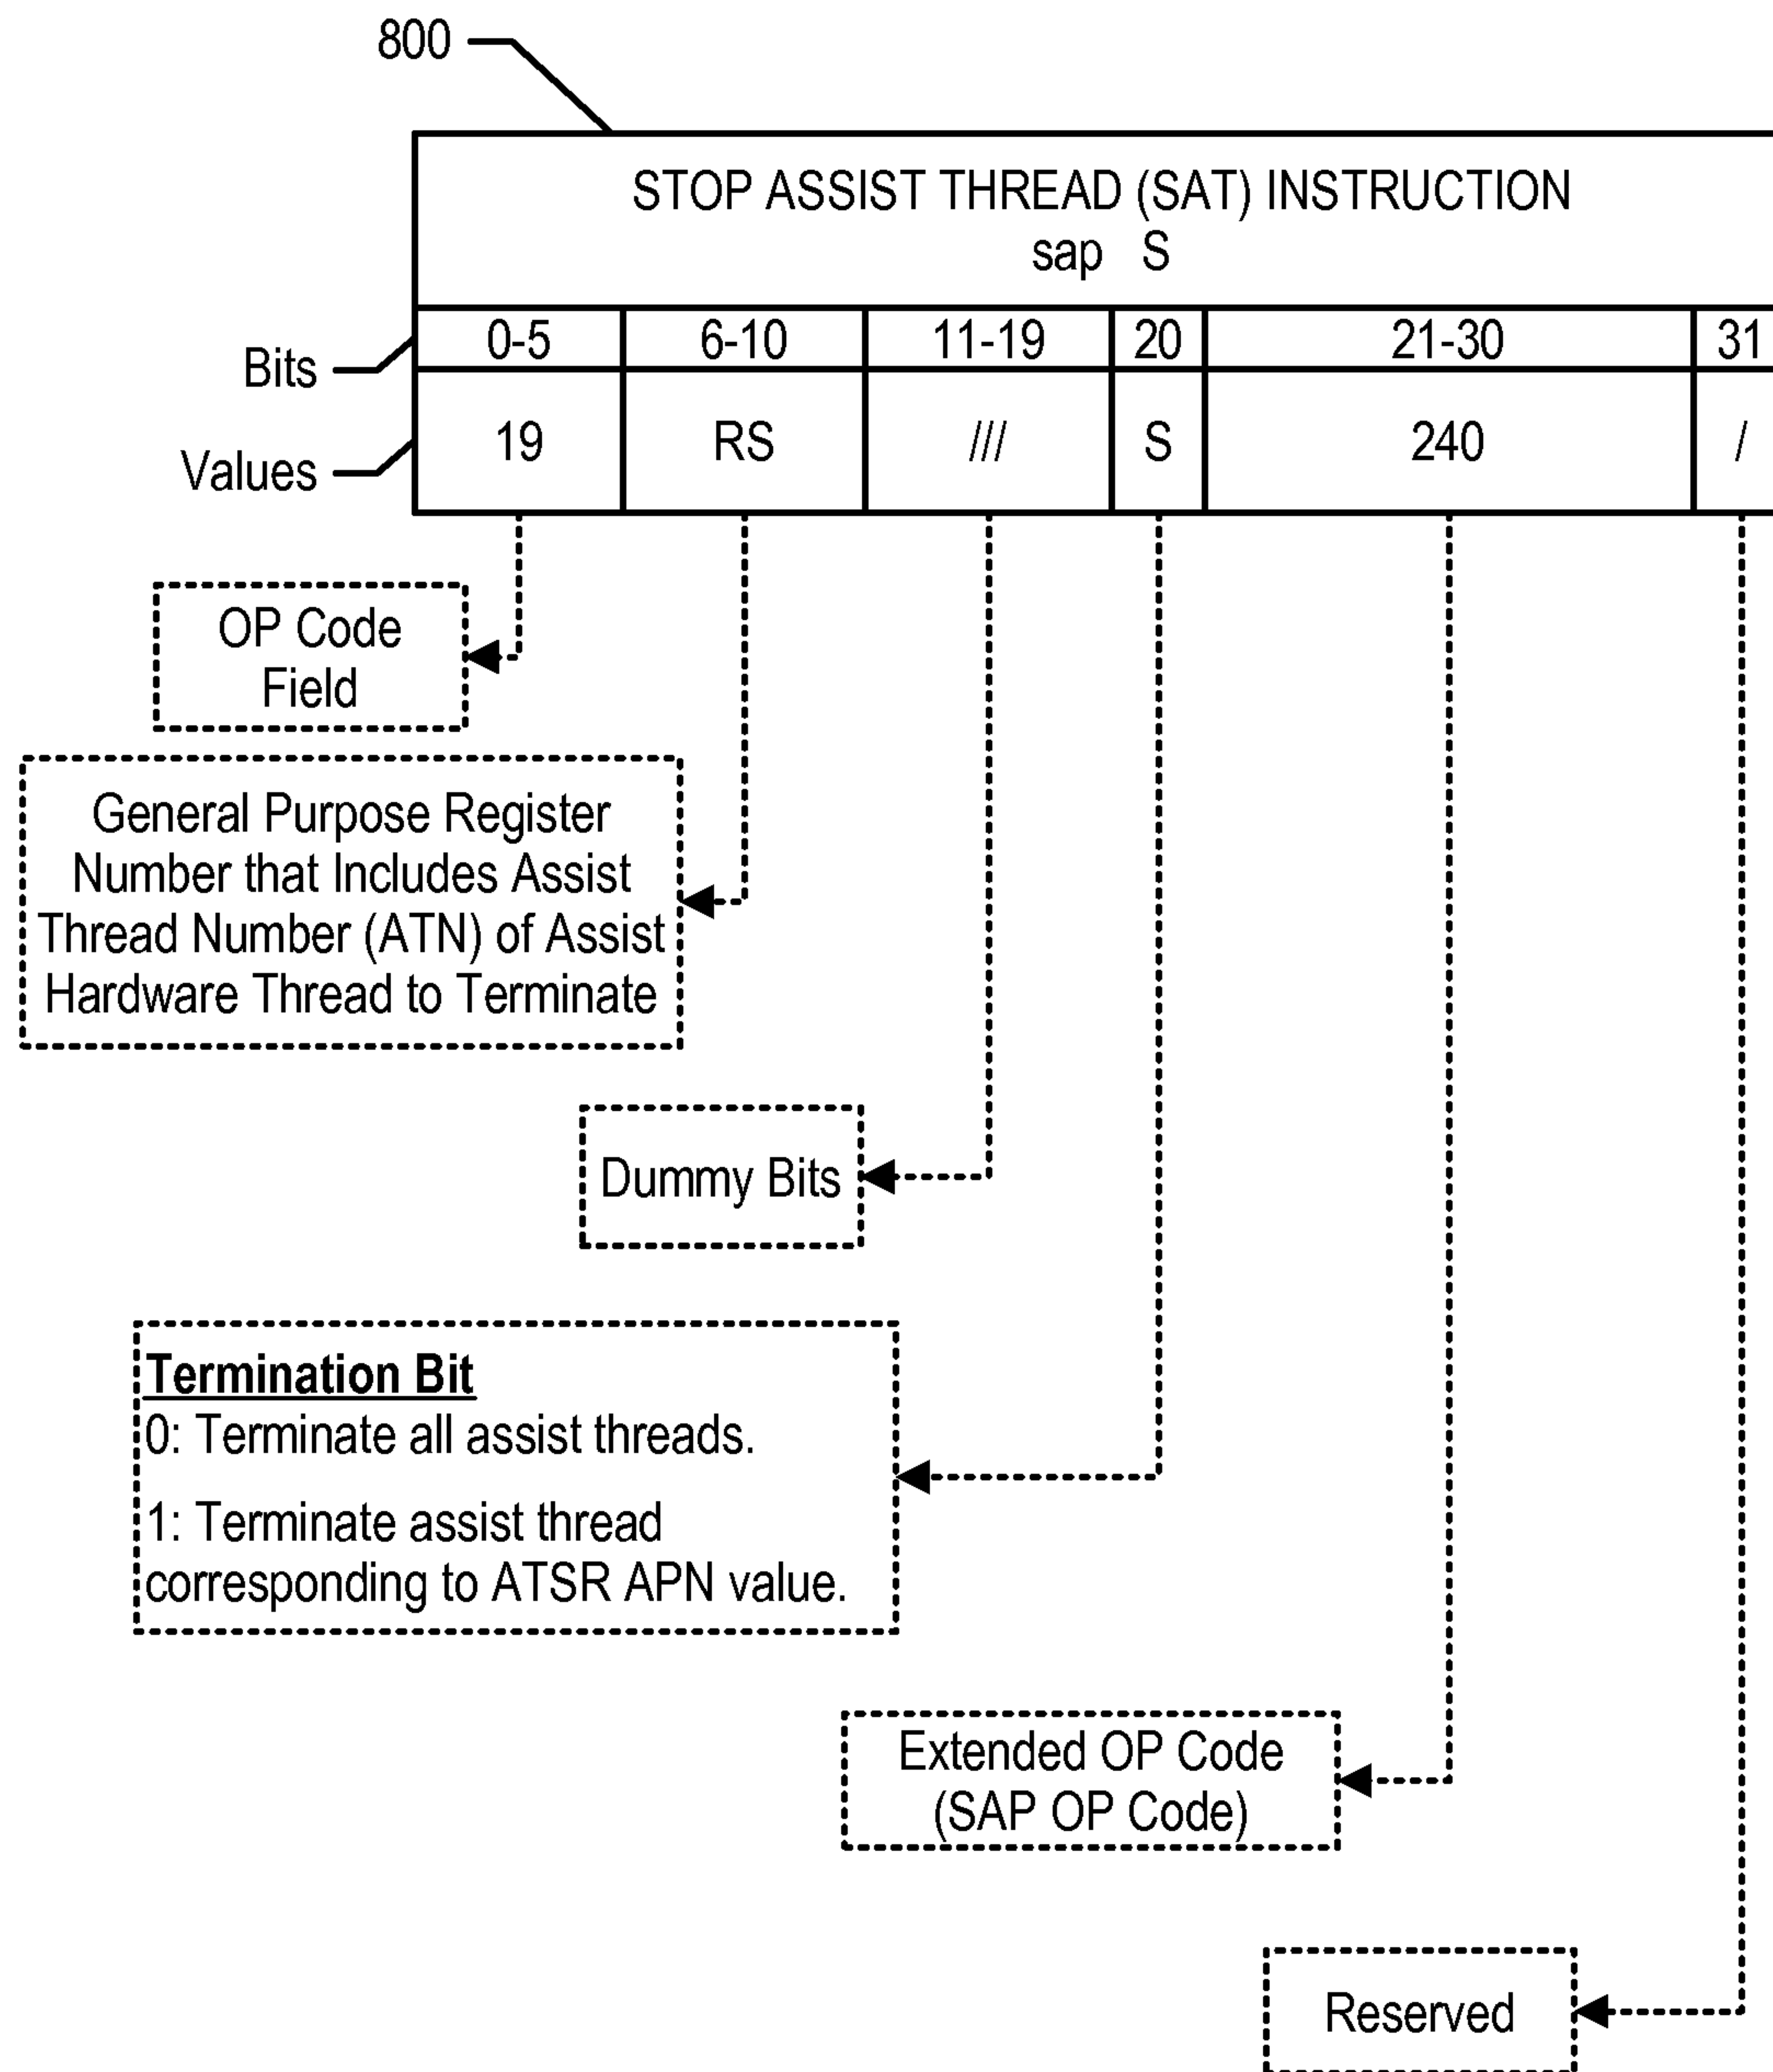 800
STOP ASSIST THREAD (SAT) INSTRUCTION
sap S
Bits
0-5 6-10 11-19 20 21-30 31
Values
19 RS /// S 240 /
OP Code
Field
General Purpose Register
Number that Includes Assist
Thread Number (ATN) of Assist
Hardware Thread to Terminate
Dummy Bits
Termination Bit
0: Terminate all assist threads.
1: Terminate assist thread
corresponding to ATSR APN value.
Extended OP Code
(SAP OP Code)
Reserved